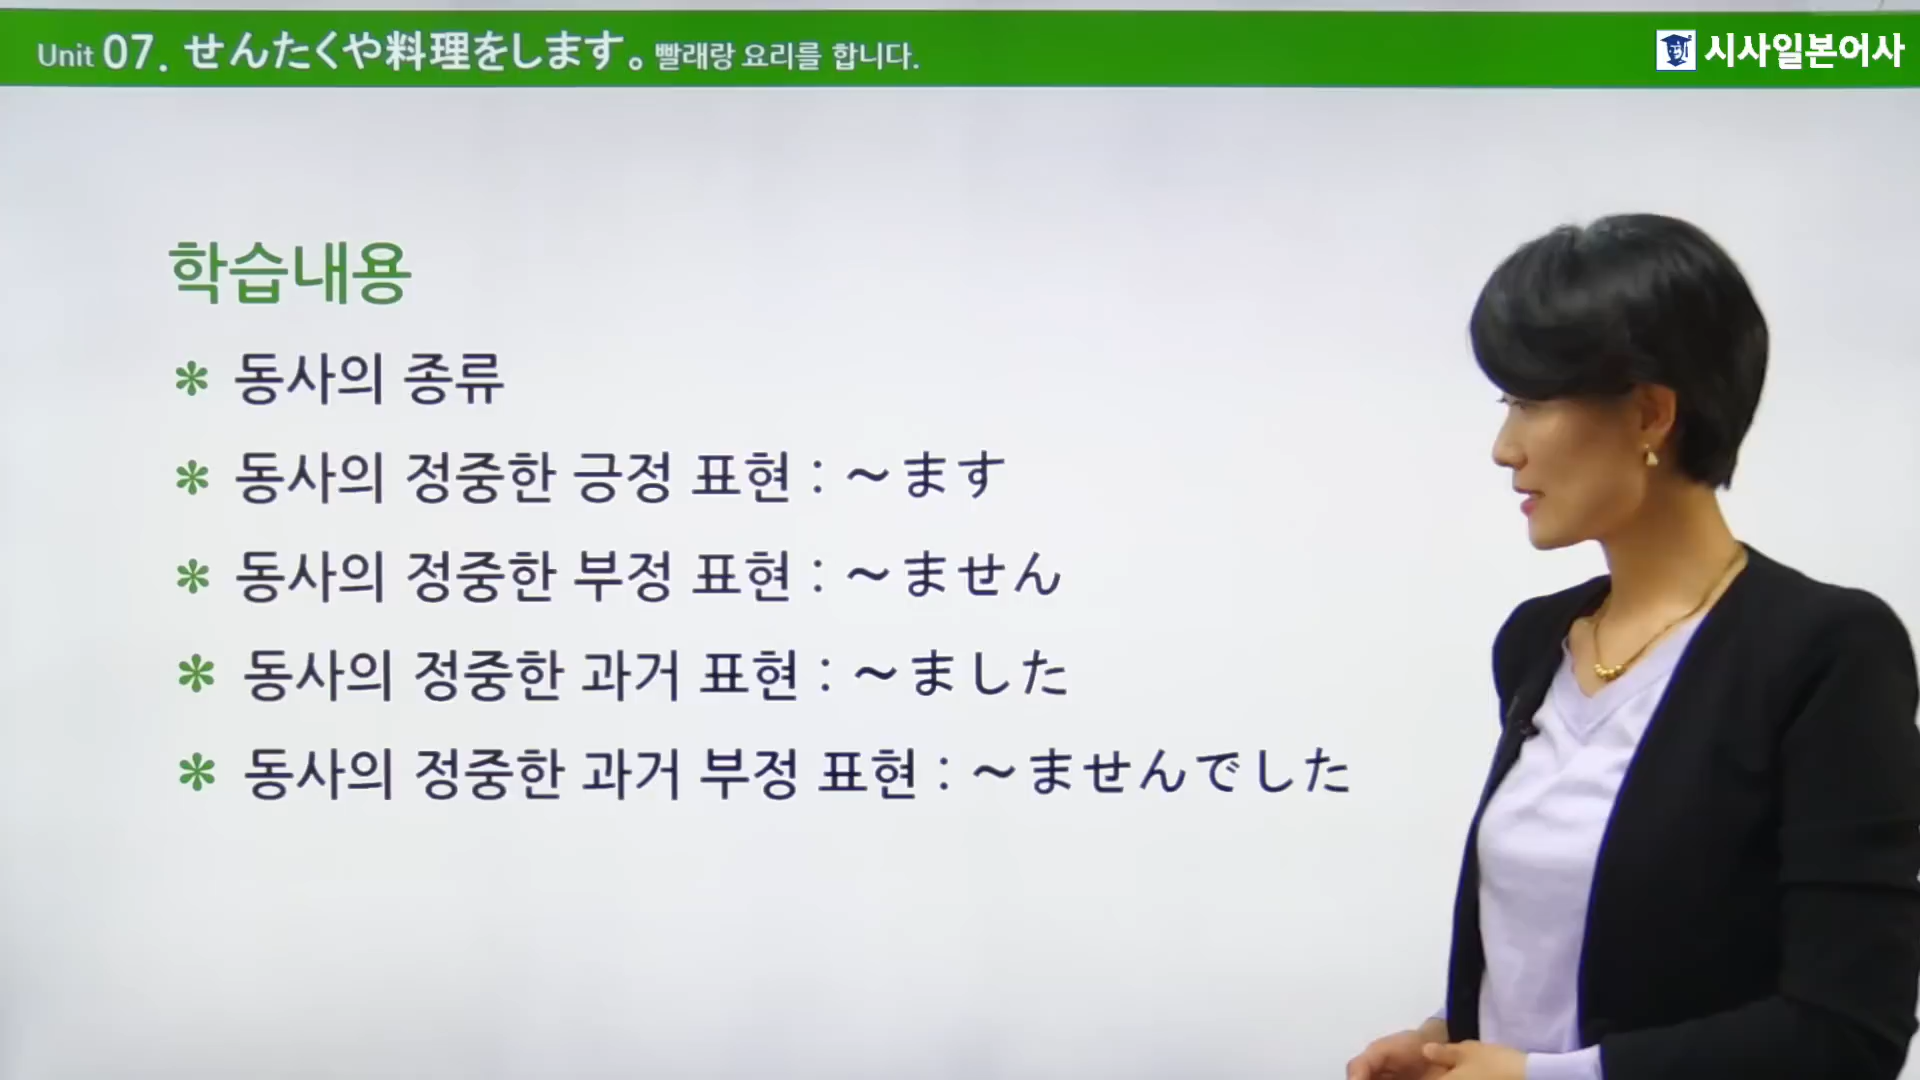 Unit 07. せんたくや料理をします。빨래랑 요리를 합니다.
시사일본어사
학습내용
* 동사의 종류
* 동사의 정중한 긍정 표현 : ～ます
* 동사의 정중한 부정 표현 : ～ません
* 동사의 정중한 과거 표현 : ～ました
* 동사의 정중한 과거 부정 표현 : ～ませんでした